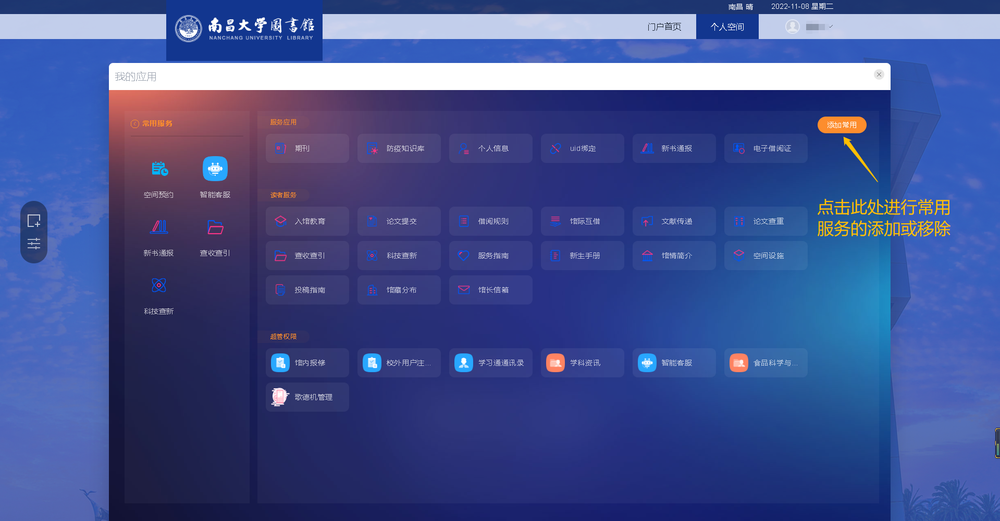 南昌 晴
2022-11-08 星期二
南昌大学圖書館
NANCHANG UNIVERSITY LIBRARY
门户首页
个人空间
我的应用
常用服务
空间预约
智能客服
新书通报
查收查引
科技查新
服务应用
添加常用
期刊
防疫知识库
个人信息
uid绑定
新书通报
电子借阅证
点击此处进行常用
服务的添加或移除
读者服务
入馆教育
论文提交
借阅规则
馆际互借
文献传递
论文查重
查收查引
科技查新
服务指南
新生手册
馆情简介
空间设施
投稿指南
馆藏分布
馆长信箱
超管权限
馆内报修
校外用户注...
学习通通讯录
学科资讯
智能客服
食品科学与...
歌德机管理